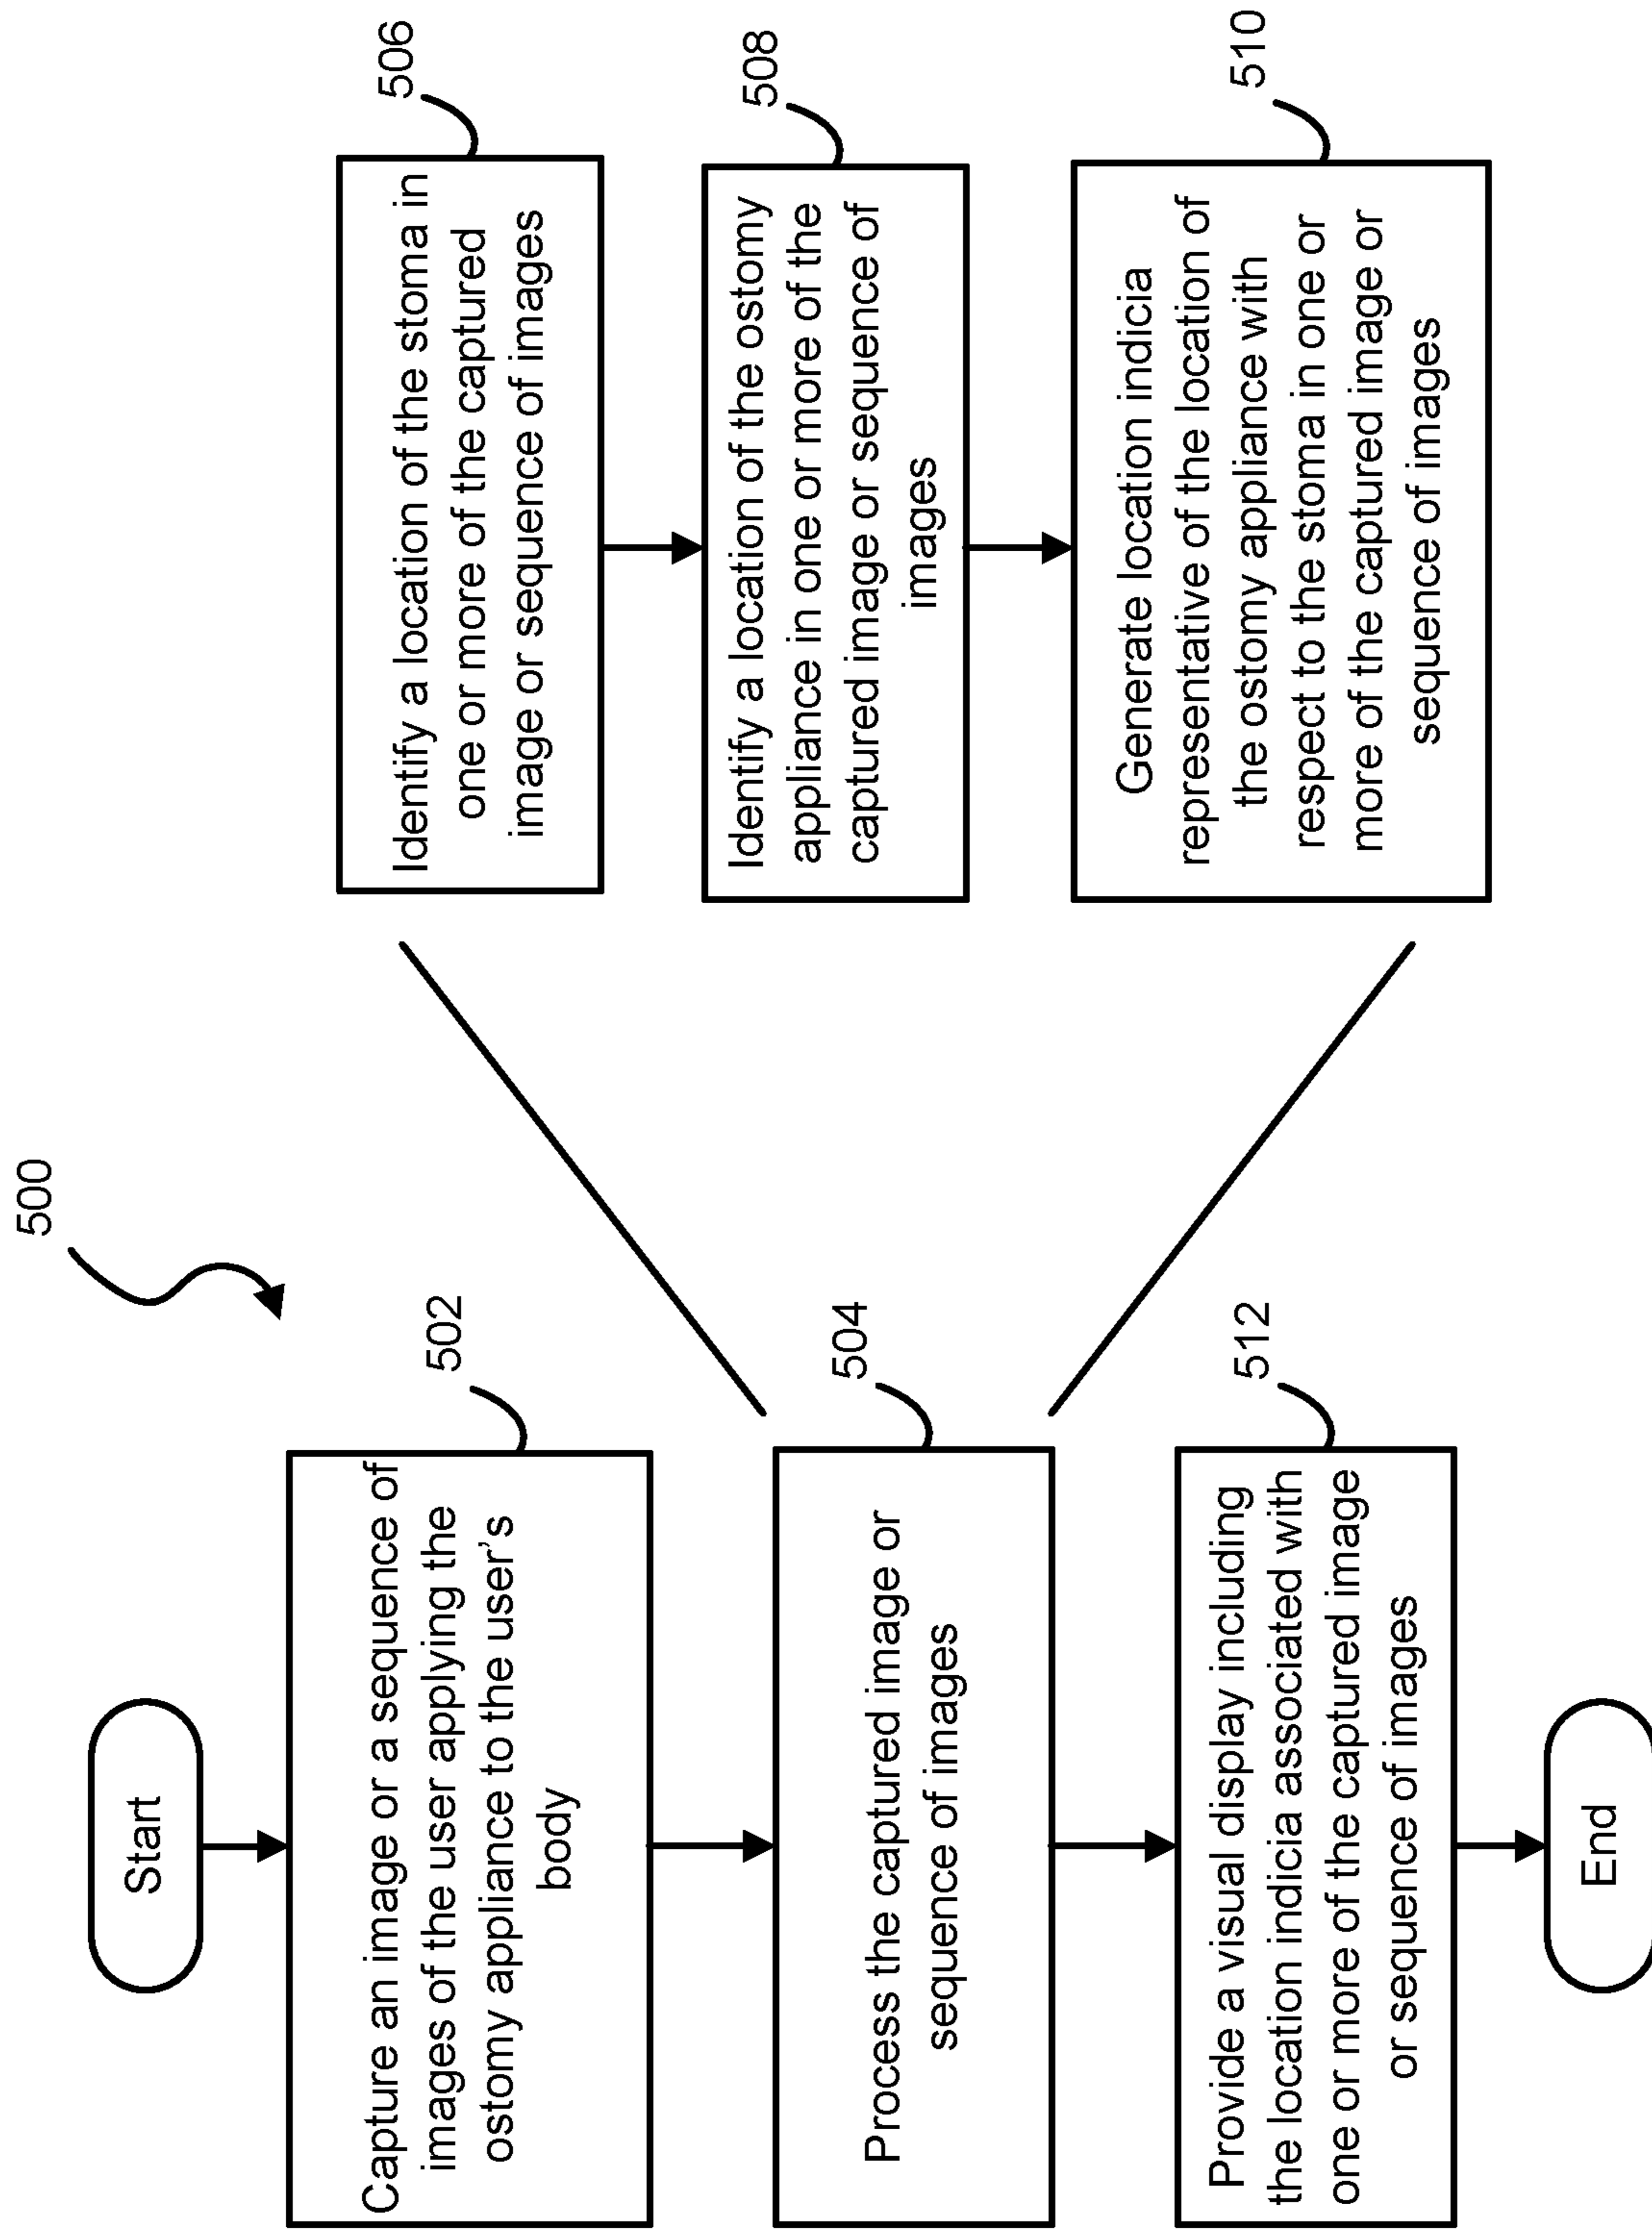 500
Start
502
Capture an image or a sequence of
images of the user applying the
ostomy appliance to the user's
body
504
Process the captured image or
sequence of images
512
Provide a visual display including
the location indicia associated with
one or more of the captured image
or sequence of images
End
506
Identify a location of the stoma in
one or more of the captured
image or sequence of images
508
Identify a location of the ostomy
appliance in one or more of the
captured image or sequence of
images
510
Generate location indicia
representative of the location of
the ostomy appliance with
respect to the stoma in one or
more of the captured image or
sequence of images